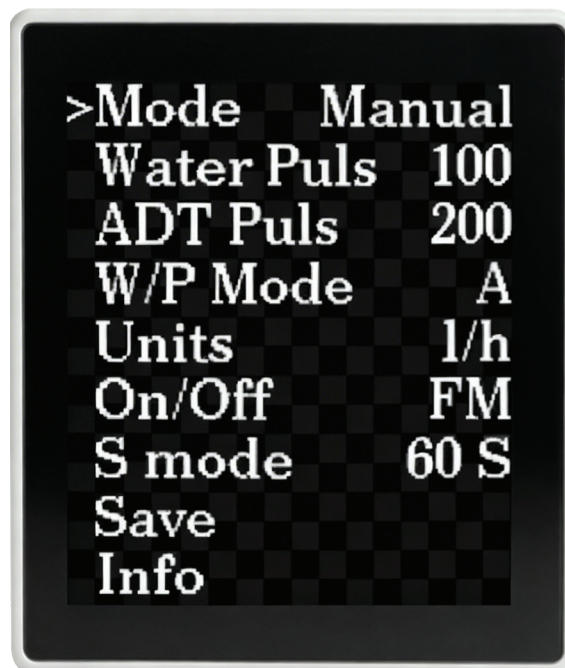 >Mode Manual
Water Puls 100
ADT Puls 200
W/P Mode A
Units l/h
On/Off FM
S mode 60 S
Save
Info